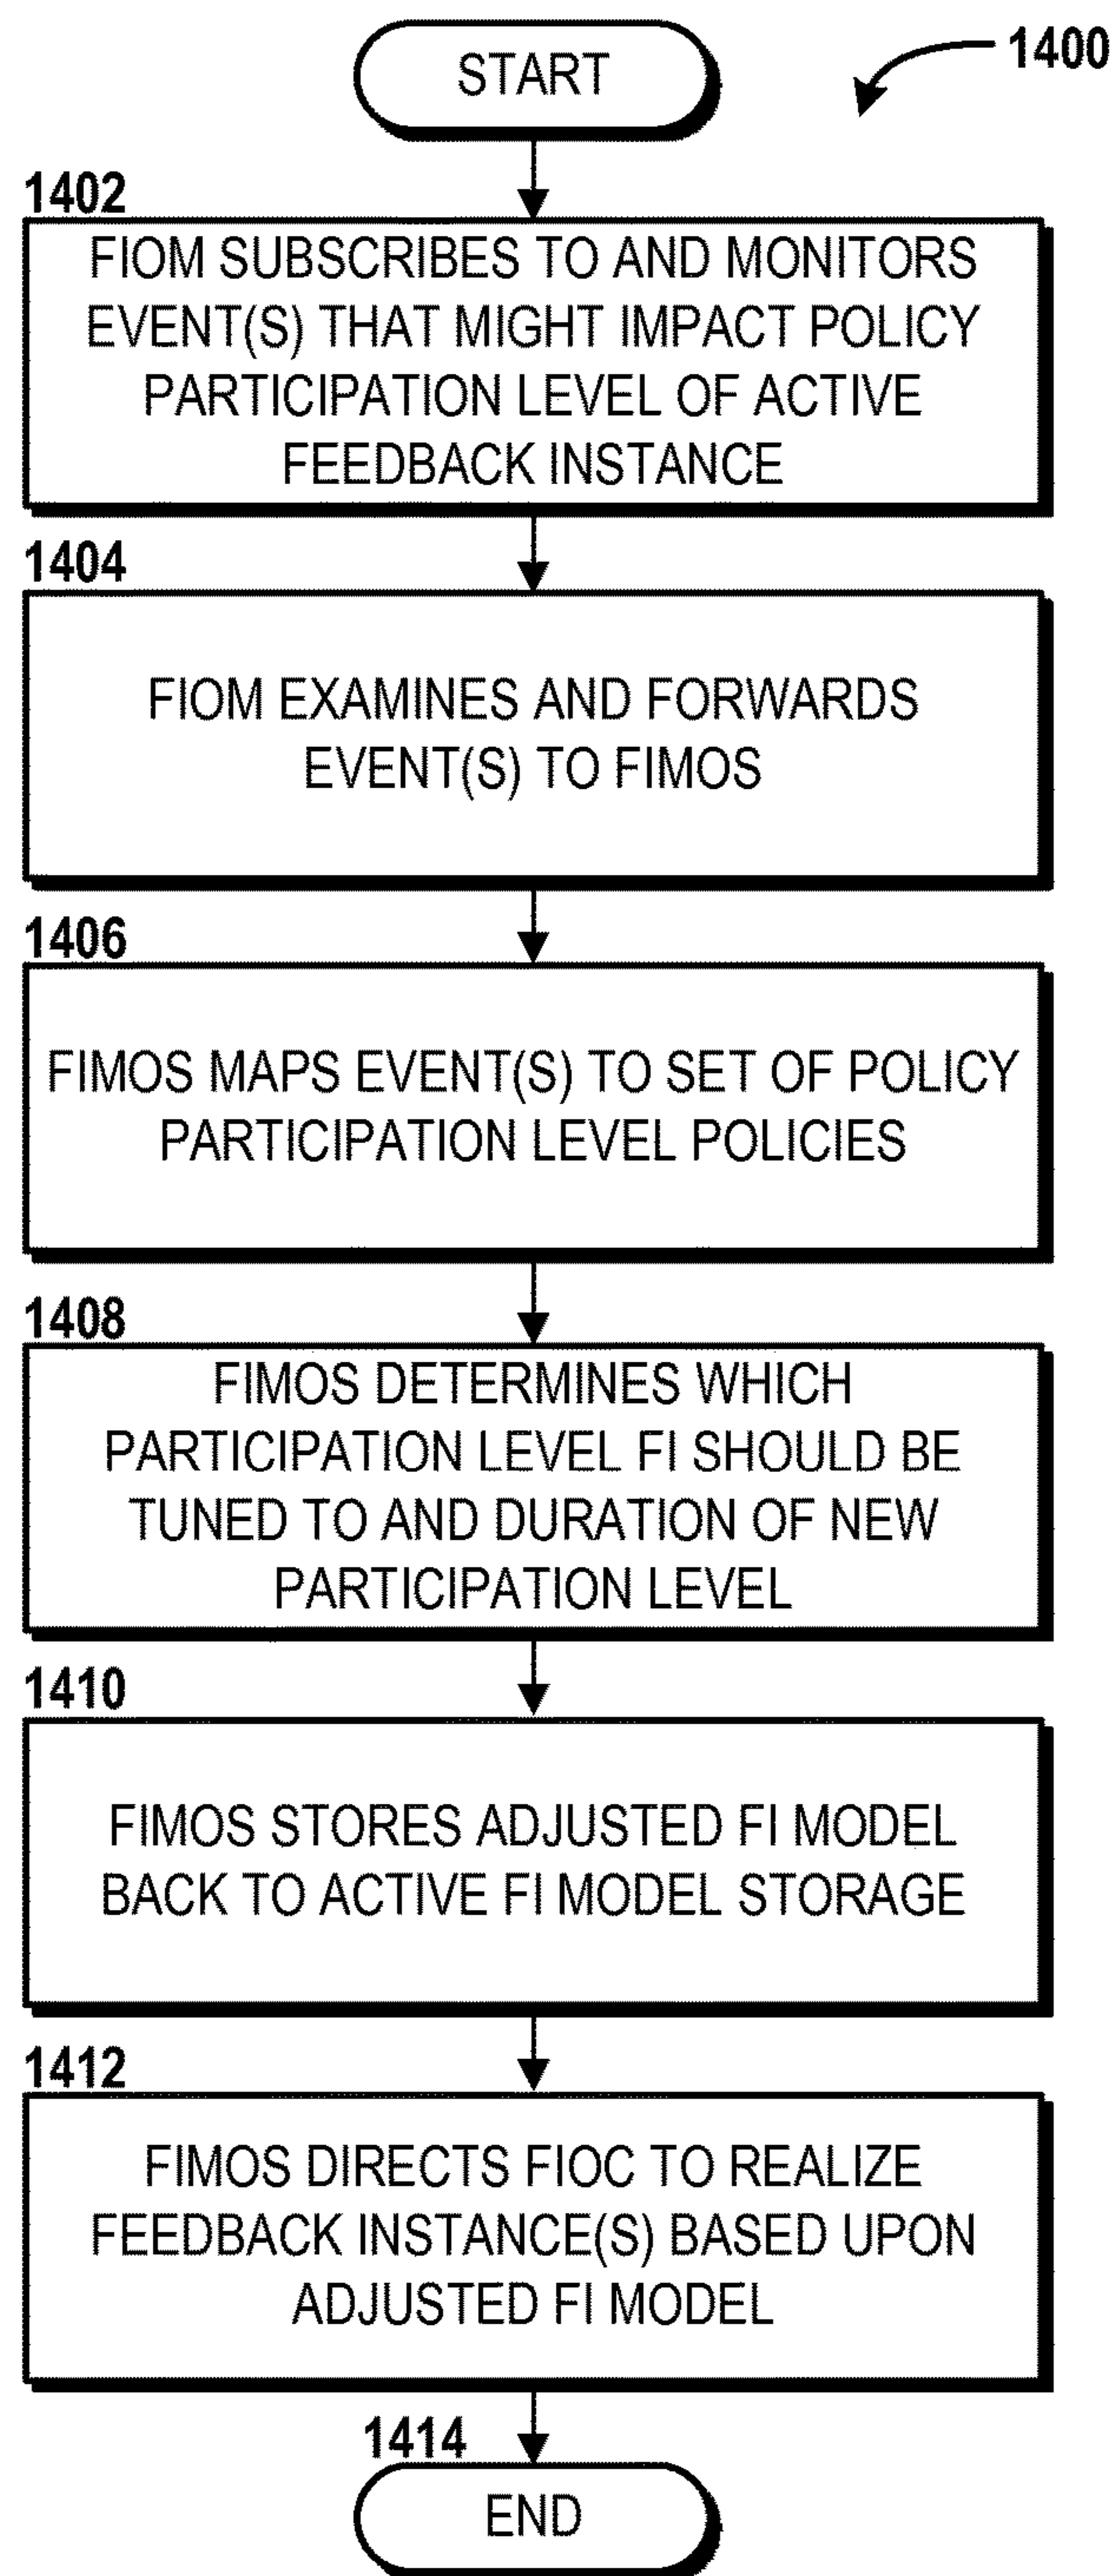 START
1400
1402
FIOM SUBSCRIBES TO AND MONITORS
EVENT(S) THAT MIGHT IMPACT POLICY
PARTICIPATION LEVEL OF ACTIVE
FEEDBACK INSTANCE
1404
FIOM EXAMINES AND FORWARDS
EVENT(S) TO FIMOS
1406
FIMOS MAPS EVENT(S) TO SET OF POLICY
PARTICIPATION LEVEL POLICIES
1408
FIMOS DETERMINES WHICH
PARTICIPATION LEVEL FI SHOULD BE
TUNED TO AND DURATION OF NEW
PARTICIPATION LEVEL
1410
FIMOS STORES ADJUSTED FI MODEL
BACK TO ACTIVE FI MODEL STORAGE
1412
FIMOS DIRECTS FIOC TO REALIZE
FEEDBACK INSTANCE(S) BASED UPON
ADJUSTED FI MODEL
1414
END